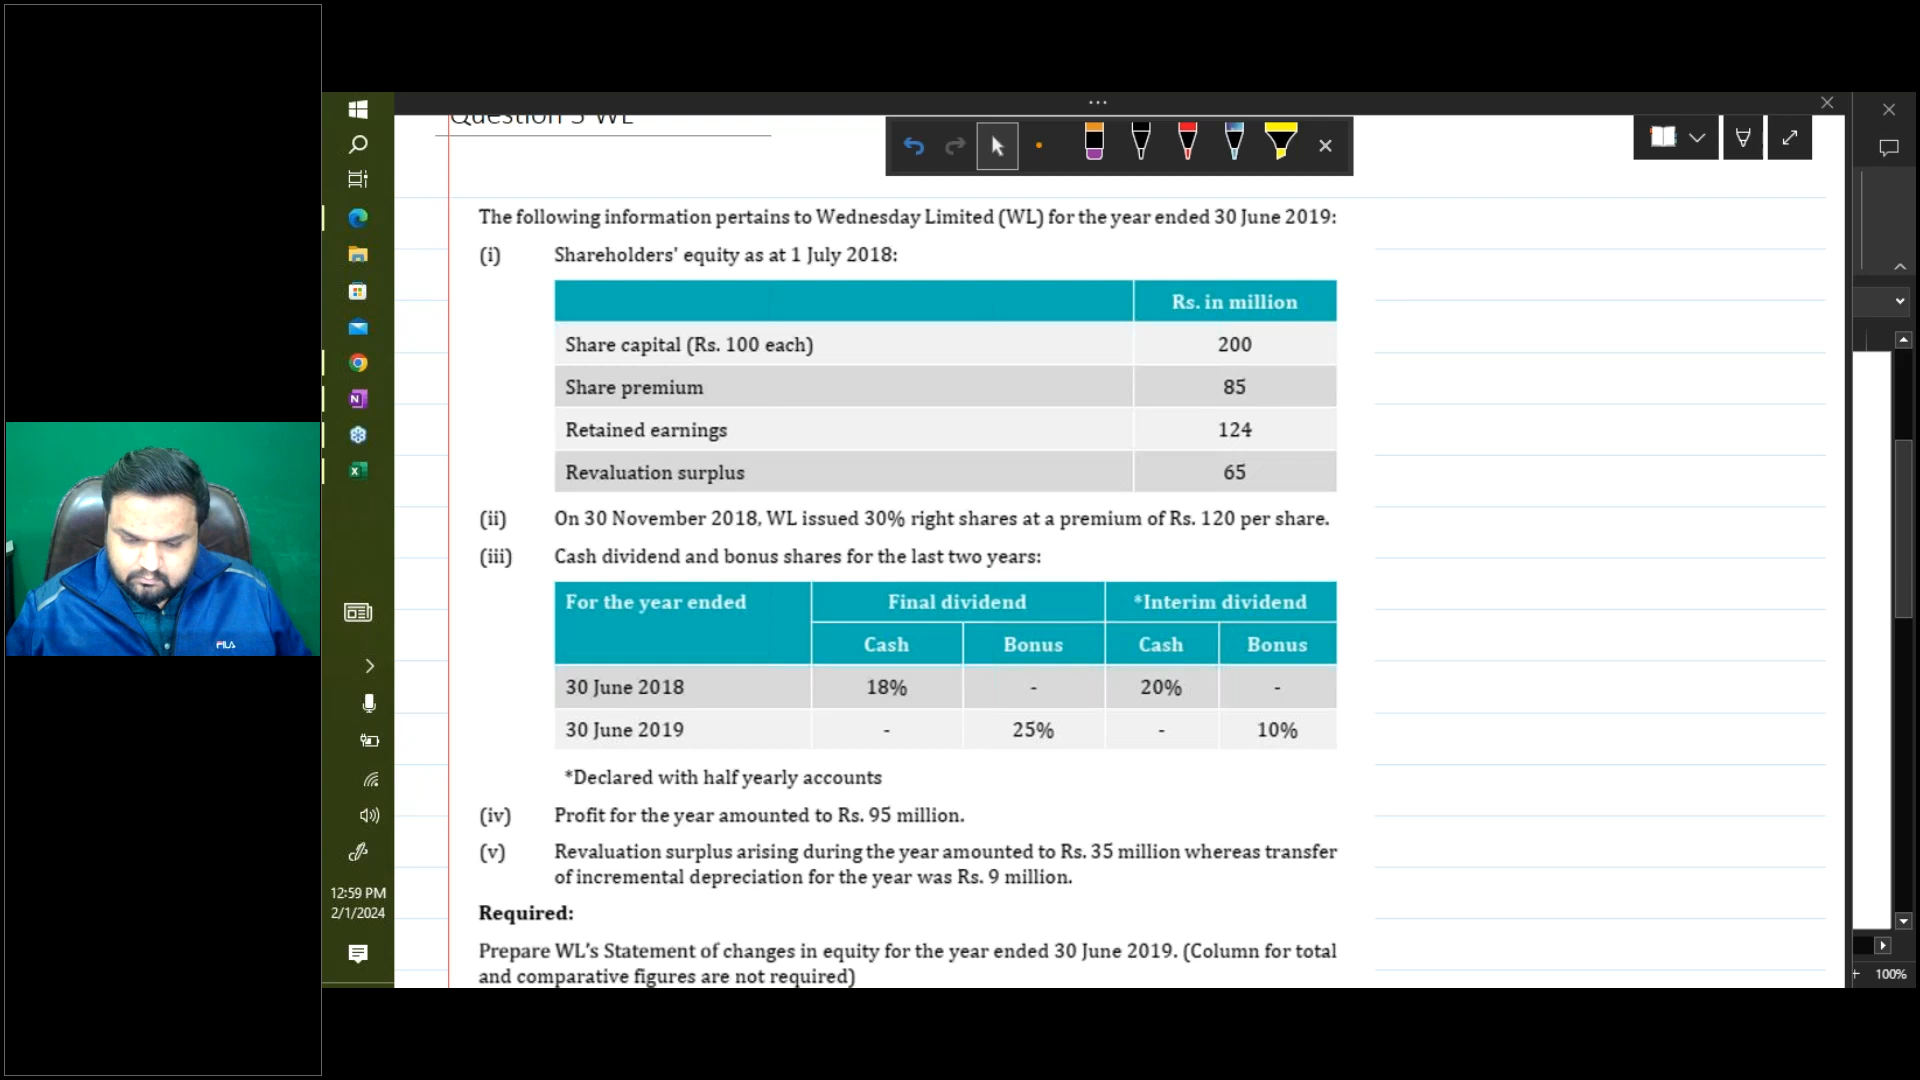 Question 3 WL
The following information pertains to Wednesday Limited (WL) for the year ended 30 June 2019:
(i) Shareholders' equity as at 1 July 2018:
Rs. in million
Share capital (Rs. 100 each) 200
Share premium 85
Retained earnings 124
Revaluation surplus 65
(ii) On 30 November 2018, WL issued 30% right shares at a premium of Rs. 120 per share.
(iii) Cash dividend and bonus shares for the last two years:
For the year ended Final dividend *Interim dividend
Cash Bonus Cash Bonus
30 June 2018 18% - 20% -
30 June 2019 - 25% - 10%
*Declared with half yearly accounts
(iv) Profit for the year amounted to Rs. 95 million.
(v) Revaluation surplus arising during the year amounted to Rs. 35 million whereas transfer
of incremental depreciation for the year was Rs. 9 million.
Required:
Prepare WL's Statement of changes in equity for the year ended 30 June 2019. (Column for total
and comparative figures are not required)
FILA
12:59 PM
2/1/2024
100%